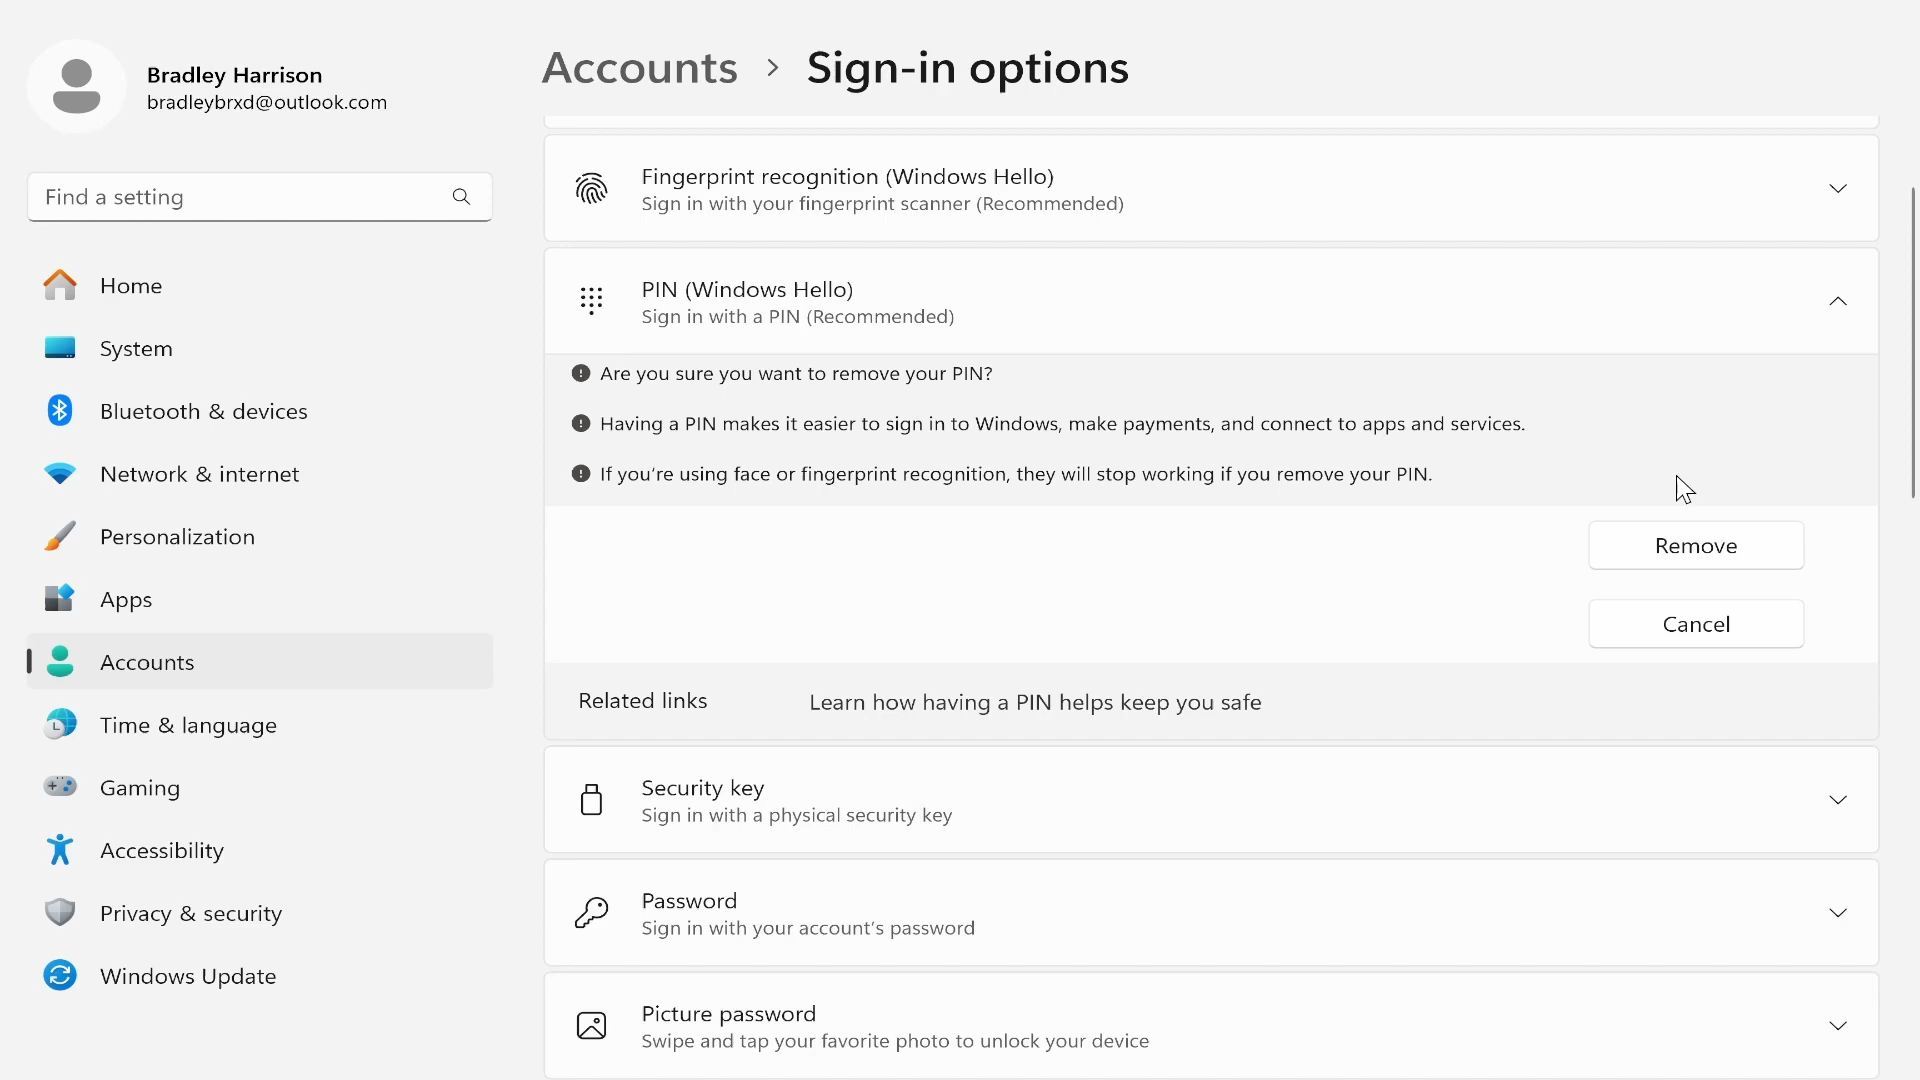 Bradley Harrison
bradleybrxd@outlook.com
Find a setting
Home
System
Bluetooth & devices
Network & internet
Personalization
Apps
Accounts
Time & language
Gaming
Accessibility
Privacy & security
Windows Update
Accounts > Sign-in options
Fingerprint recognition (Windows Hello)
Sign in with your fingerprint scanner (Recommended)
PIN (Windows Hello)
Sign in with a PIN (Recommended)
Are you sure you want to remove your PIN?
Having a PIN makes it easier to sign in to Windows, make payments, and connect to apps and services.
If you're using face or fingerprint recognition, they will stop working if you remove your PIN.
Remove
Cancel
Related links Learn how having a PIN helps keep you safe
Security key
Sign in with a physical security key
Password
Sign in with your account's password
Picture password
Swipe and tap your favorite photo to unlock your device